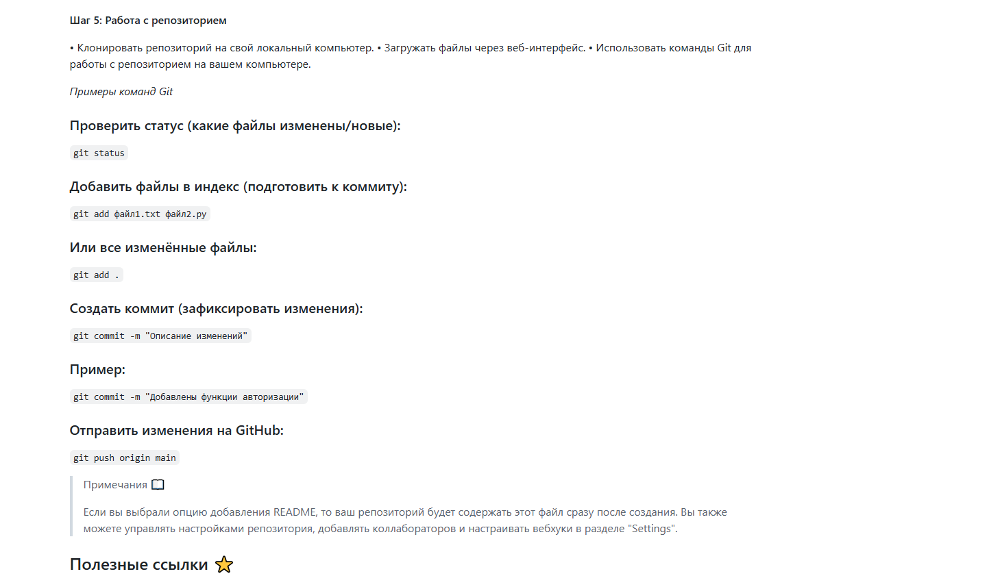 Шаг 5: Работа с репозиторием
• Клонировать репозиторий на свой локальный компьютер. • Загружать файлы через веб-интерфейс. • Использовать команды Git для
работы с репозиторием на вашем компьютере.
Примеры команд Git
Проверить статус (какие файлы изменены/новые):
git status
Добавить файлы в индекс (подготовить к коммиту):
git add файл1.txt файл2.py
Или все изменённые файлы:
git add .
Создать коммит (зафиксировать изменения):
git commit -m "Описание изменений"
Пример:
git commit -m "Добавлены функции авторизации"
Отправить изменения на GitHub:
git push origin main
Примечания 📖
Если вы выбрали опцию добавления README, то ваш репозиторий будет содержать этот файл сразу после создания. Вы также
можете управлять настройками репозитория, добавлять коллабораторов и настраивать вебхуки в разделе "Settings".
Полезные ссылки ⭐